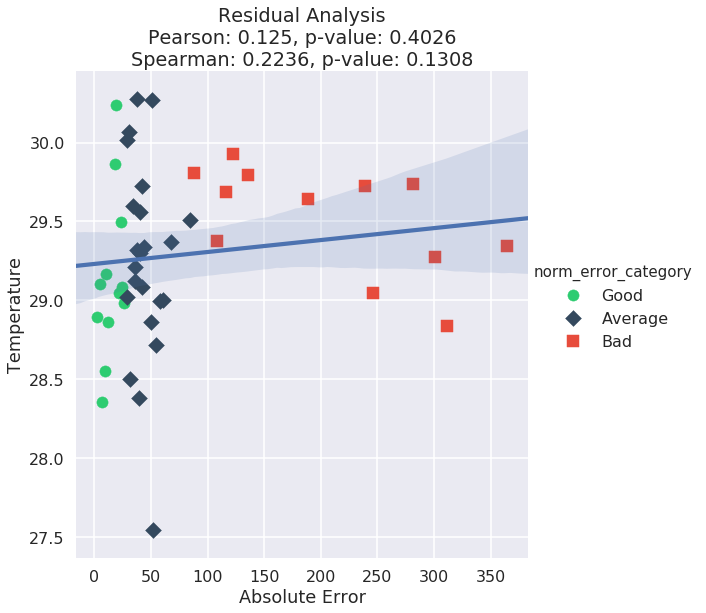 Residual Analysis
Pearson: 0.125, p-value: 0.4026
Spearman: 0.2236, p-value: 0.1308
30.0
29.5
29.0
28.5
28.0
27.5
Temperature
0 50 100 150 200 250 300 350
Absolute Error
norm_error_category
Good
Average
Bad